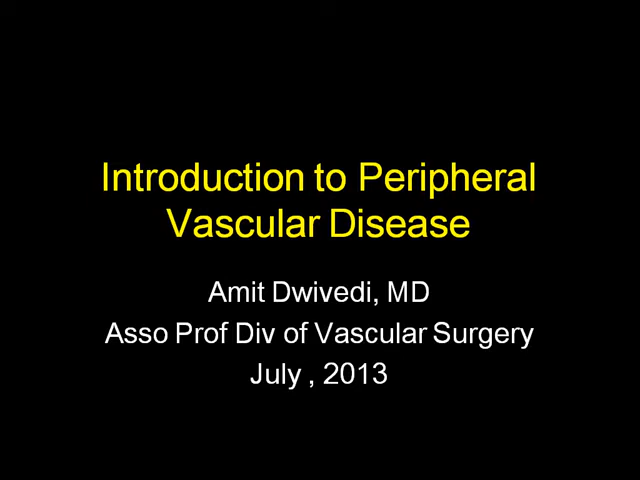 Introduction to Peripheral
Vascular Disease
Amit Dwivedi, MD
Asso Prof Div of Vascular Surgery
July , 2013